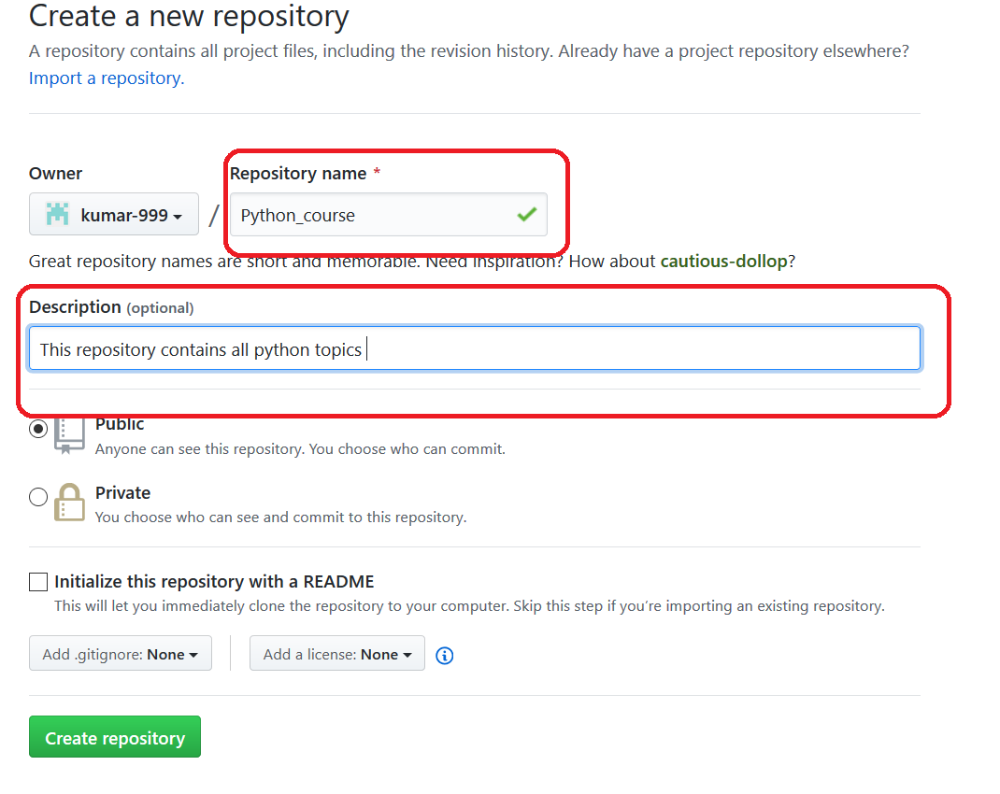 Create a new repository
A repository contains all project files, including the revision history. Already have a project repository elsewhere?
Import a repository.
Owner
Repository name *
kumar-999
/
Python_course
Great repository names are short and memorable. Need inspiration? How about cautious-dollop?
Description (optional)
This repository contains all python topics
Public
Anyone can see this repository. You choose who can commit.
Private
You choose who can see and commit to this repository.
Initialize this repository with a README
This will let you immediately clone the repository to your computer. Skip this step if you’re importing an existing repository.
Add .gitignore: None
Add a license: None
Create repository